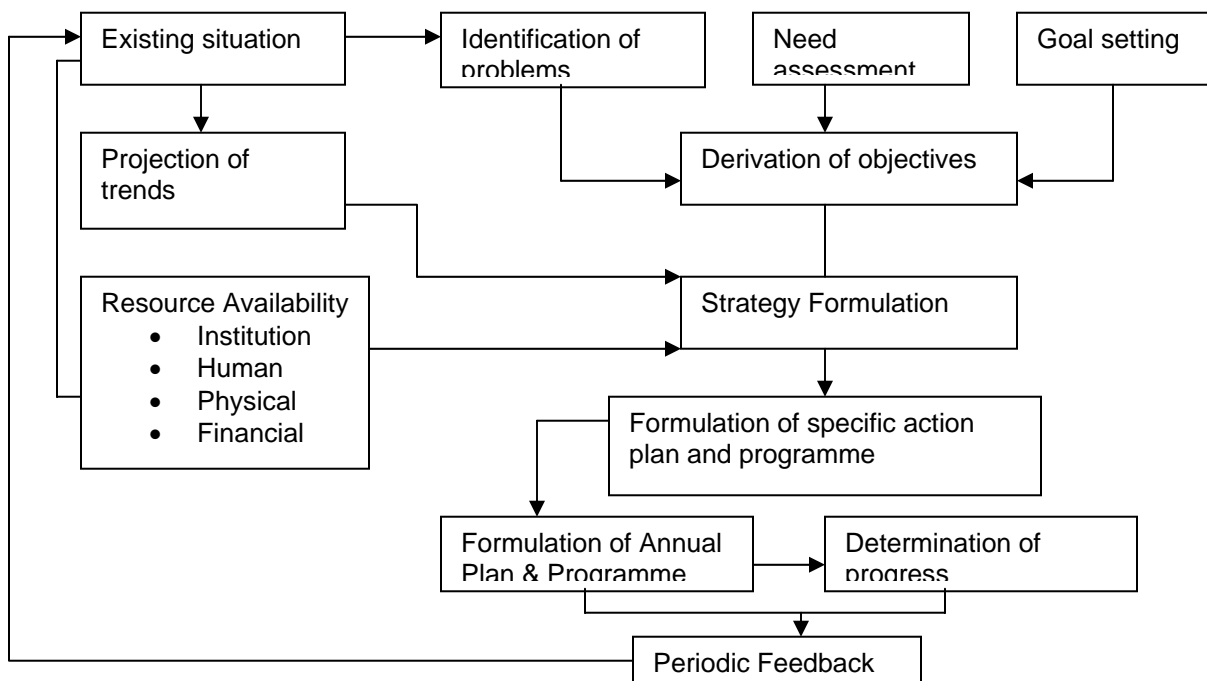 Existing situation
Identification of
problems
Need
assessment
Goal setting
Projection of
trends
Derivation of objectives
Resource Availability
• Institution
• Human
• Physical
• Financial
Strategy Formulation
Formulation of specific action
plan and programme
Formulation of Annual
Plan & Programme
Determination of
progress
Periodic Feedback